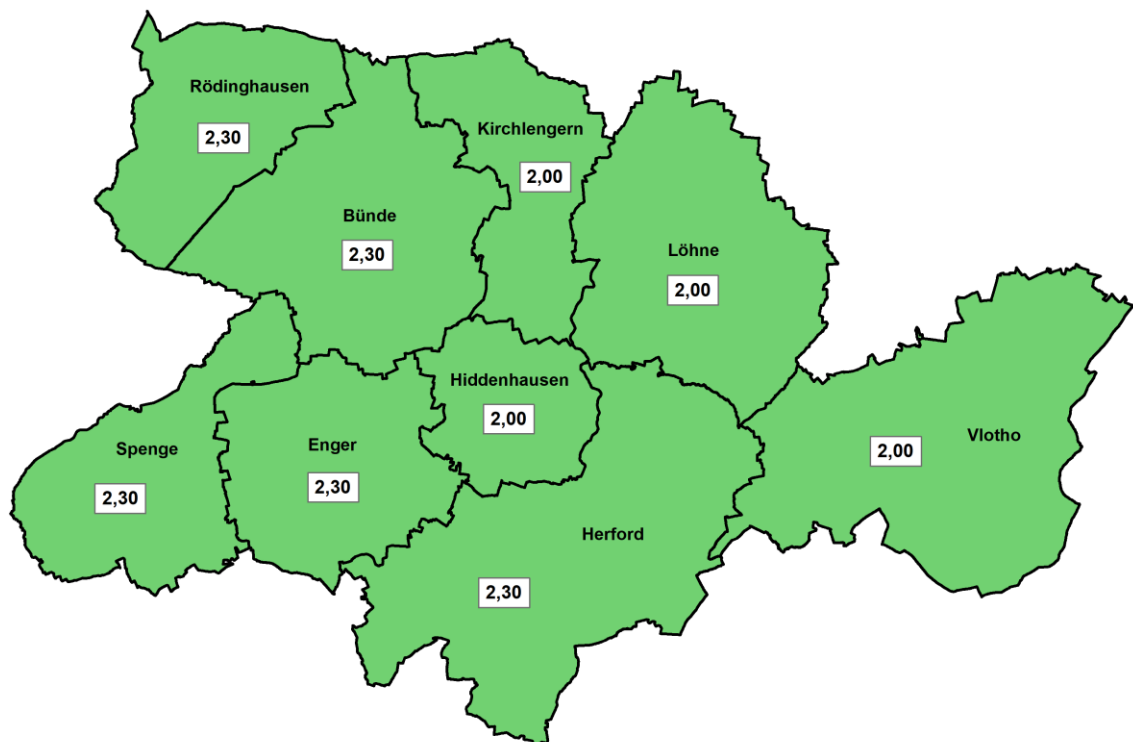 Rödinghausen
2,30
Kirchlengern
2,00
Bünde
2,30
Löhne
2,00
Hiddenhausen
2,00
Spenge
2,30
Enger
2,30
Vlotho
2,00
Herford
2,30